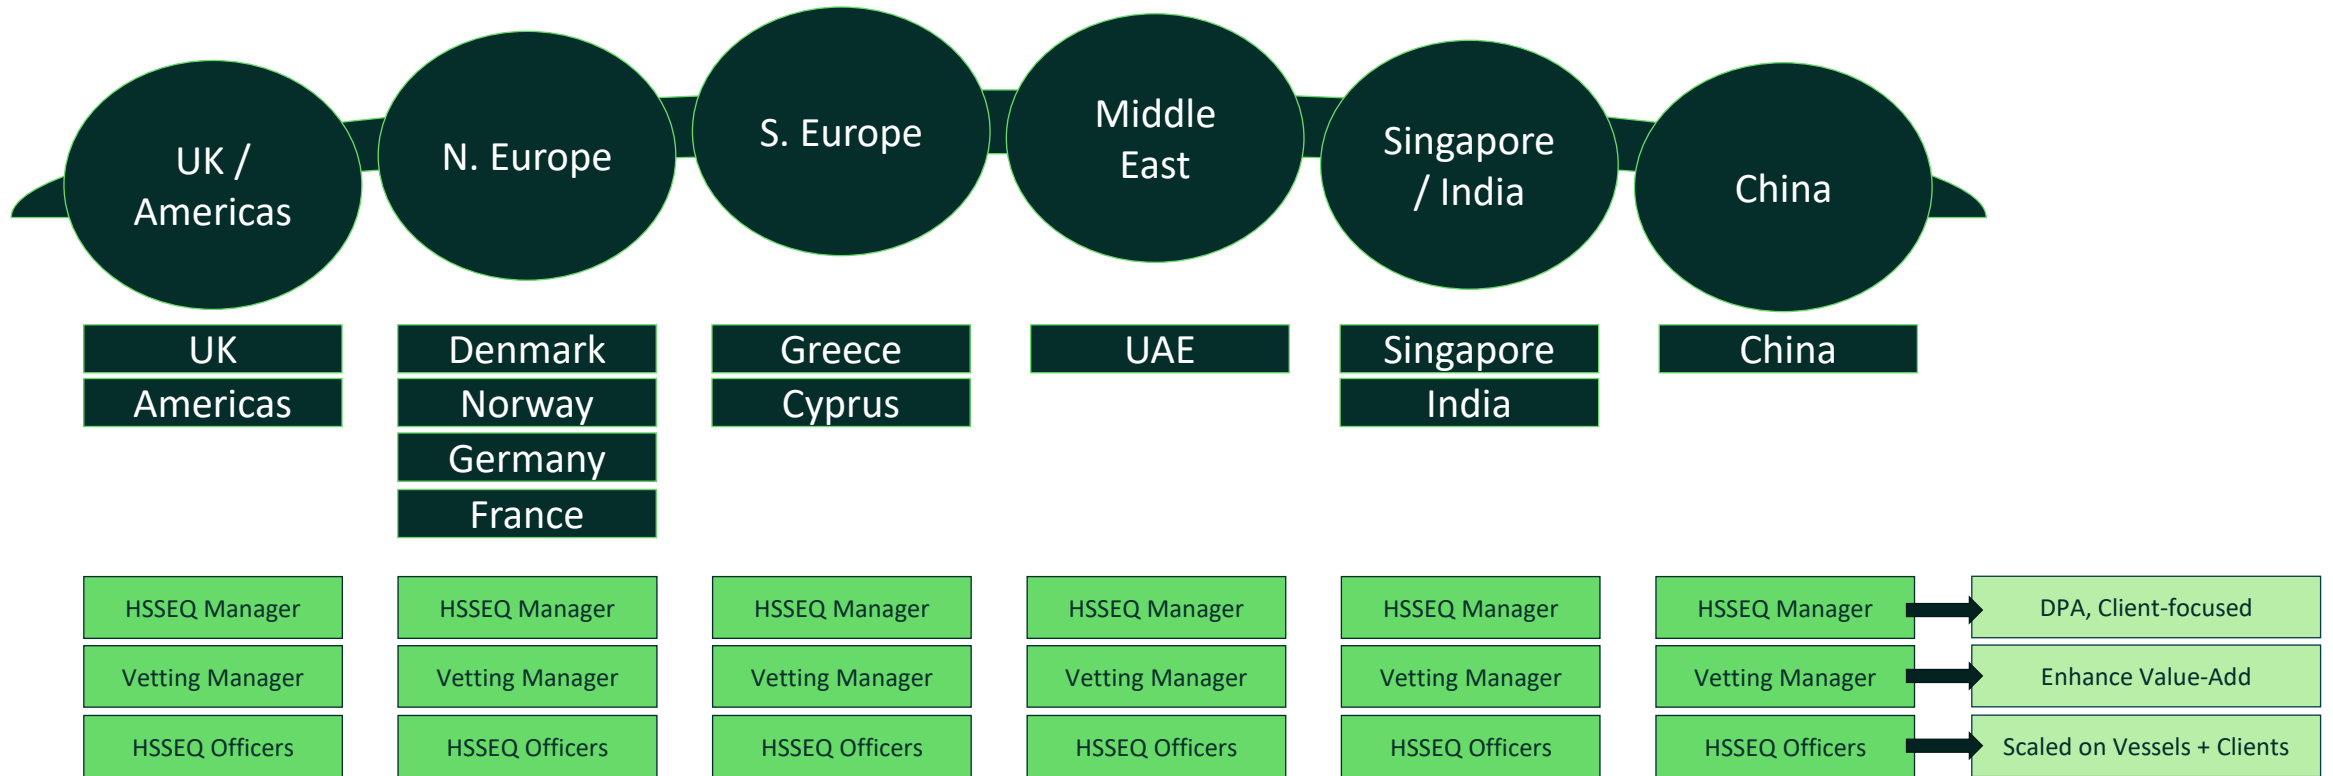 UK /
Americas
N. Europe
S. Europe
Middle
East
Singapore
/ India
China
UK
Denmark
Greece
UAE
Singapore
China
Americas
Norway
Cyprus
India
Germany
France
HSSEQ Manager
HSSEQ Manager
HSSEQ Manager
HSSEQ Manager
HSSEQ Manager
HSSEQ Manager
DPA, Client-focused
Vetting Manager
Vetting Manager
Vetting Manager
Vetting Manager
Vetting Manager
Vetting Manager
Enhance Value-Add
HSSEQ Officers
HSSEQ Officers
HSSEQ Officers
HSSEQ Officers
HSSEQ Officers
HSSEQ Officers
Scaled on Vessels + Clients